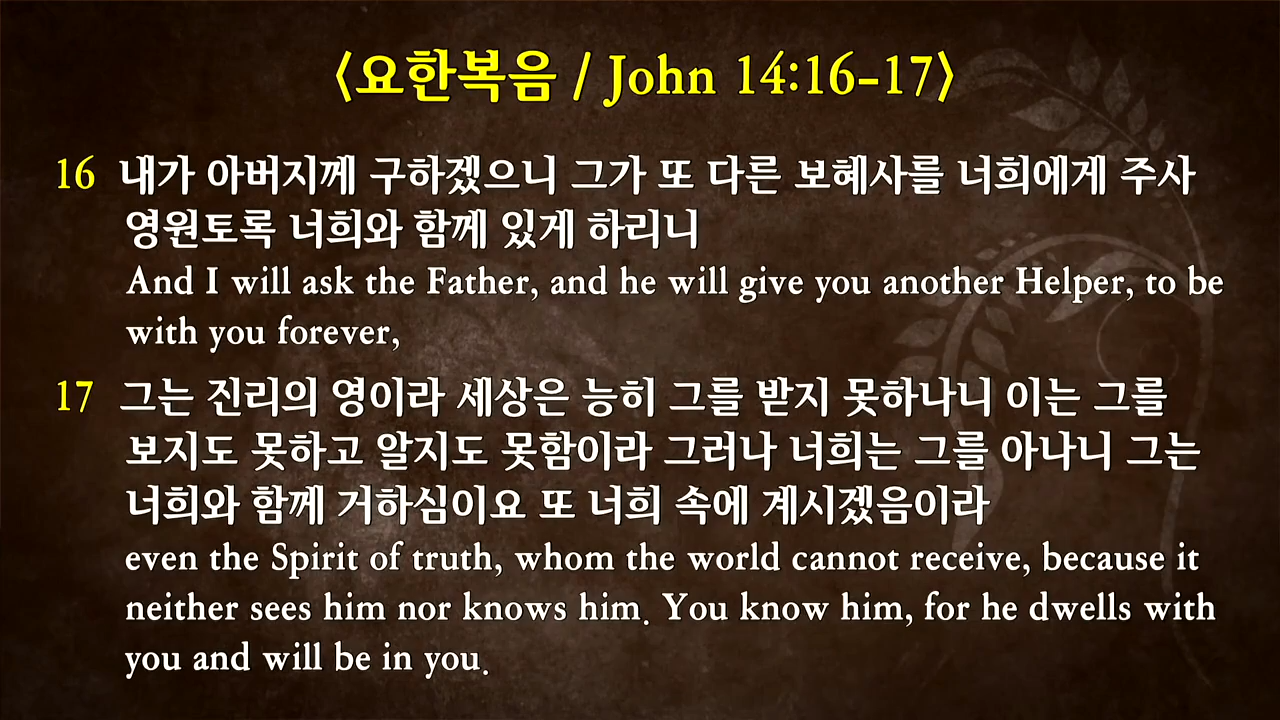 〈요한복음 / John 14:16-17〉
16 내가 아버지께 구하겠으니 그가 또 다른 보혜사를 너희에게 주사
영원토록 너희와 함께 있게 하리니
And I will ask the Father, and he will give you another Helper, to be
with you forever,
17 그는 진리의 영이라 세상은 능히 그를 받지 못하나니 이는 그를
보지도 못하고 알지도 못함이라 그러나 너희는 그를 아나니 그는
너희와 함께 거하심이요 또 너희 속에 계시겠음이라
even the Spirit of truth, whom the world cannot receive, because it
neither sees him nor knows him. You know him, for he dwells with
you and will be in you.